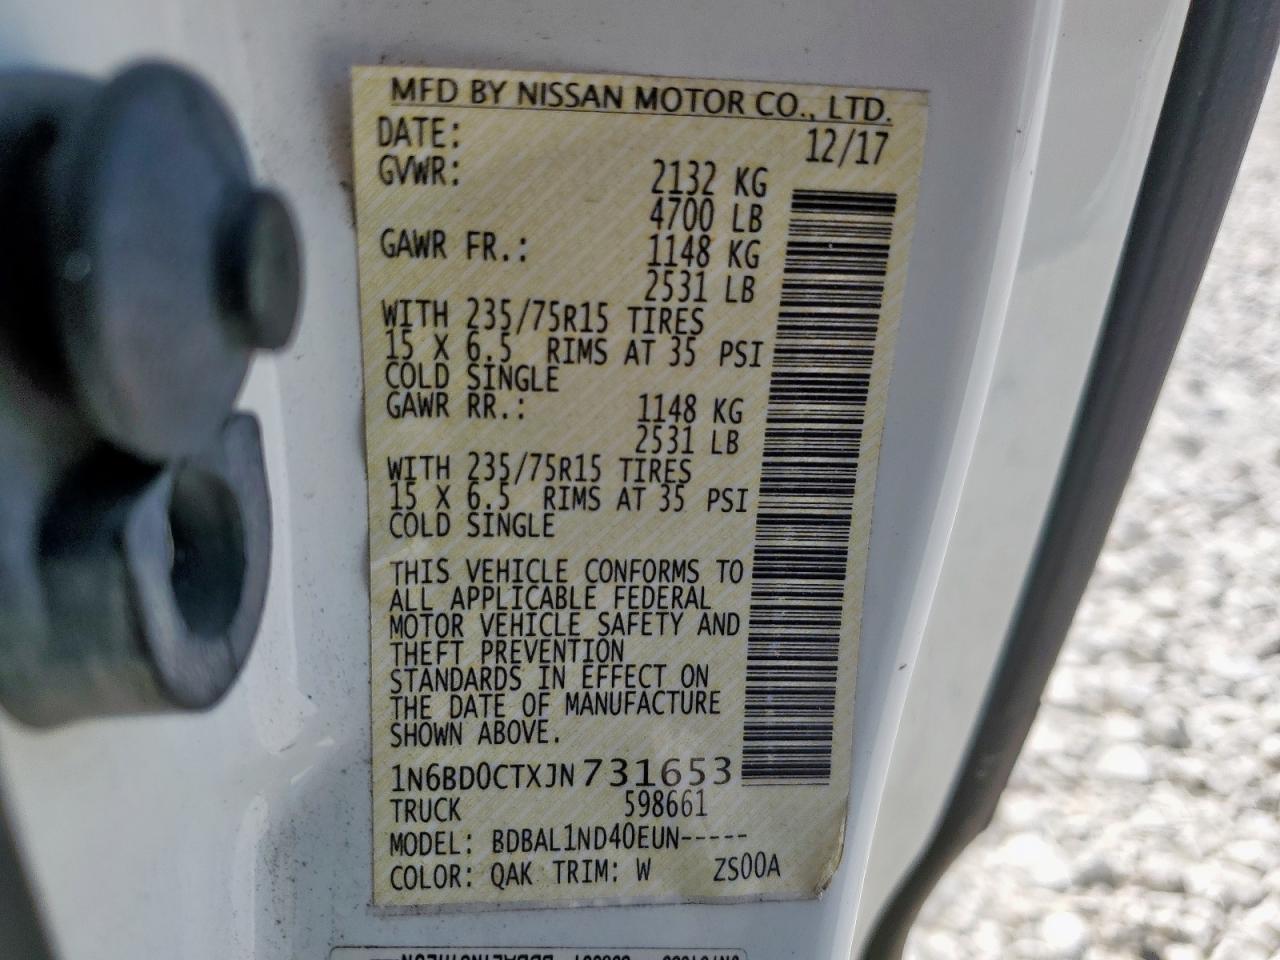 MFD BY NISSAN MOTOR CO., LTD.
DATE: 12/17
GVWR: 2132 KG
4700 LB
GAWR FR.: 1148 KG
2531 LB
WITH 235/75R15 TIRES
15 X 6.5 RIMS AT 35 PSI
COLD SINGLE
GAWR RR.: 1148 KG
2531 LB
WITH 235/75R15 TIRES
15 X 6.5 RIMS AT 35 PSI
COLD SINGLE
THIS VEHICLE CONFORMS TO
ALL APPLICABLE FEDERAL
MOTOR VEHICLE SAFETY AND
THEFT PREVENTION
STANDARDS IN EFFECT ON
THE DATE OF MANUFACTURE
SHOWN ABOVE.
1N6BD0CTXJN731653
TRUCK 598661
MODEL: BDBAL1ND40EUN-----
COLOR: QAK TRIM: W ZS00A